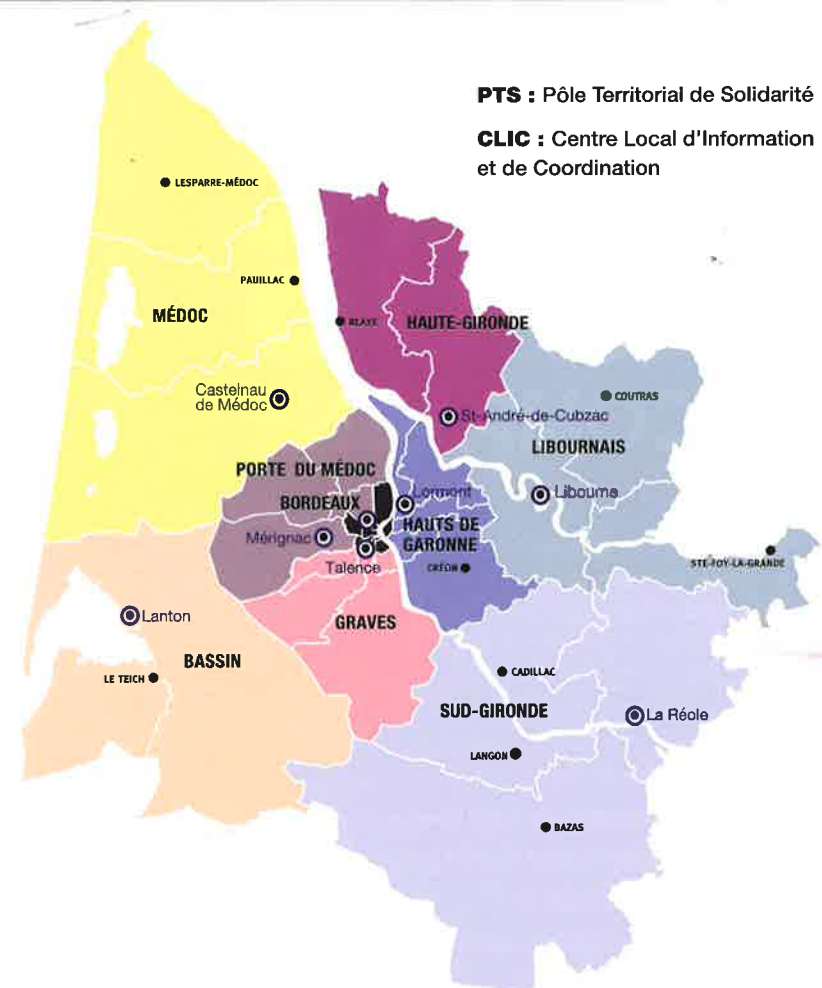 PTS : Pôle Territorial de Solidarité
CLIC : Centre Local d'Information
et de Coordination
LESPARRE-MÉDOC
PAUILLAC
MÉDOC
BLAYE
HAUTE-GIRONDE
Castelnau
de Médoc
COUTRAS
St-André-de-Cubzac
LIBOURNAIS
PORTE DU MÉDOC
BORDEAUX
Lormont
Libourne
Mérignac
HAUTS DE
GARONNE
Talence
CRÉON
STE-FOY-LA-GRANDE
Lanton
GRAVES
BASSIN
LE TEICH
CADILLAC
SUD-GIRONDE
La Réole
LANGON
BAZAS